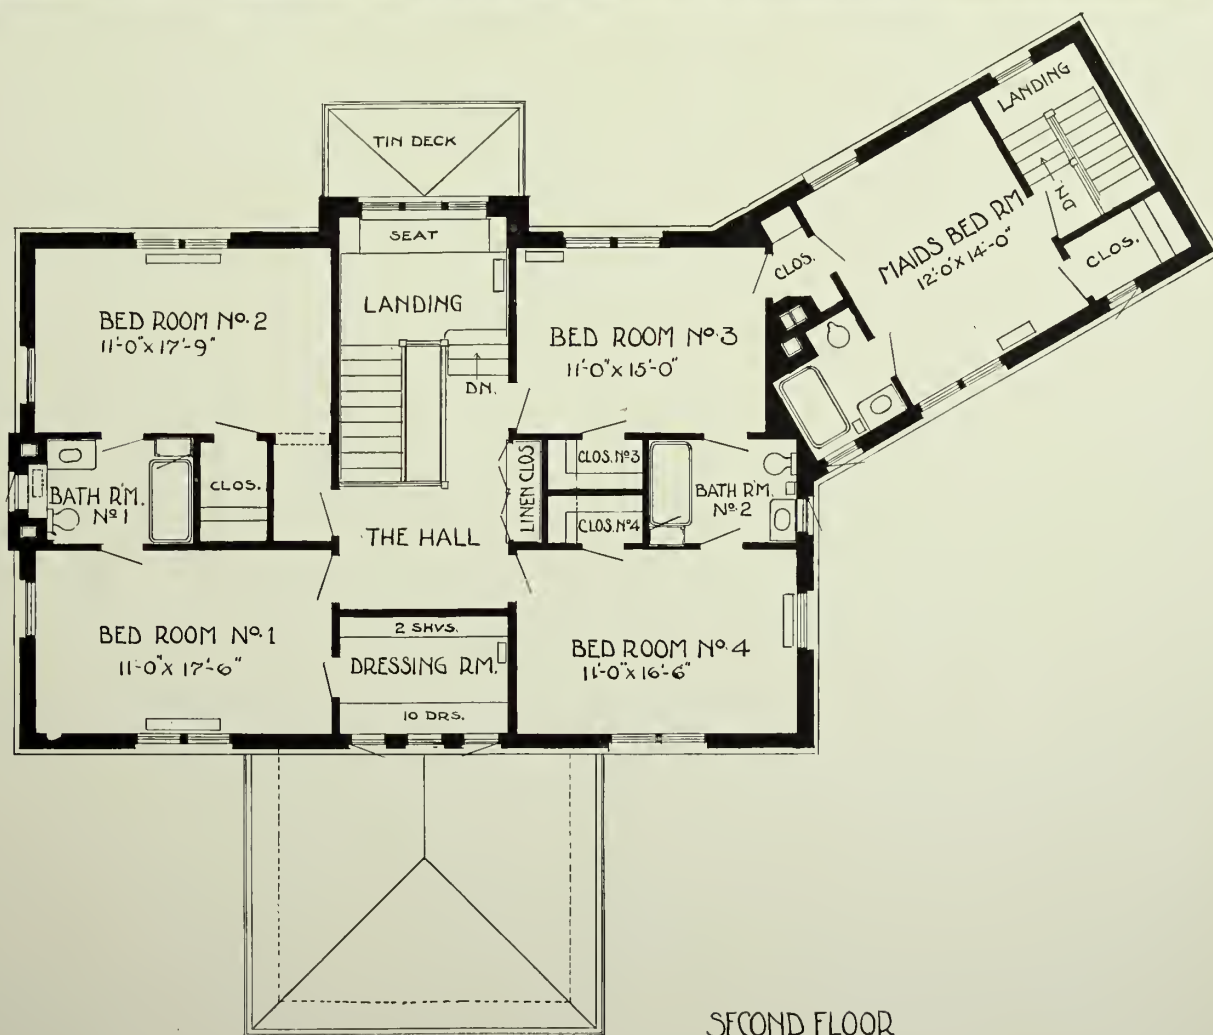 TIN DECK
LANDING
SEAT
DN.
CLOS.
MAIDS BED RM
12'-0" x 14'-0"
CLOS.
LANDING
BED ROOM No. 2
11'-0" x 17'-9"
BED ROOM No. 3
11'-0" x 15'-0"
DN.
CLOS. No 3
LINEN CLOS
CLOS.
BATH R'M.
No 1
BATH R'M.
No 2
CLOS. No 4
THE HALL
2 SHVS.
BED ROOM No. 1
11'-0" x 17'-6"
DRESSING RM.
BED ROOM No. 4
11'-0" x 16'-6"
10 DRS.
SECOND FLOOR